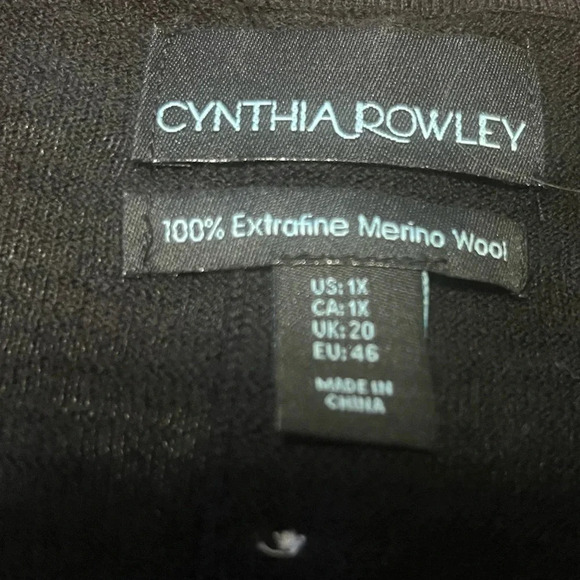 CYNTHIA ROWLEY
100% Extrafine Merino Wool
US: 1X
CA: 1X
UK: 20
EU: 46
MADE IN
CHINA